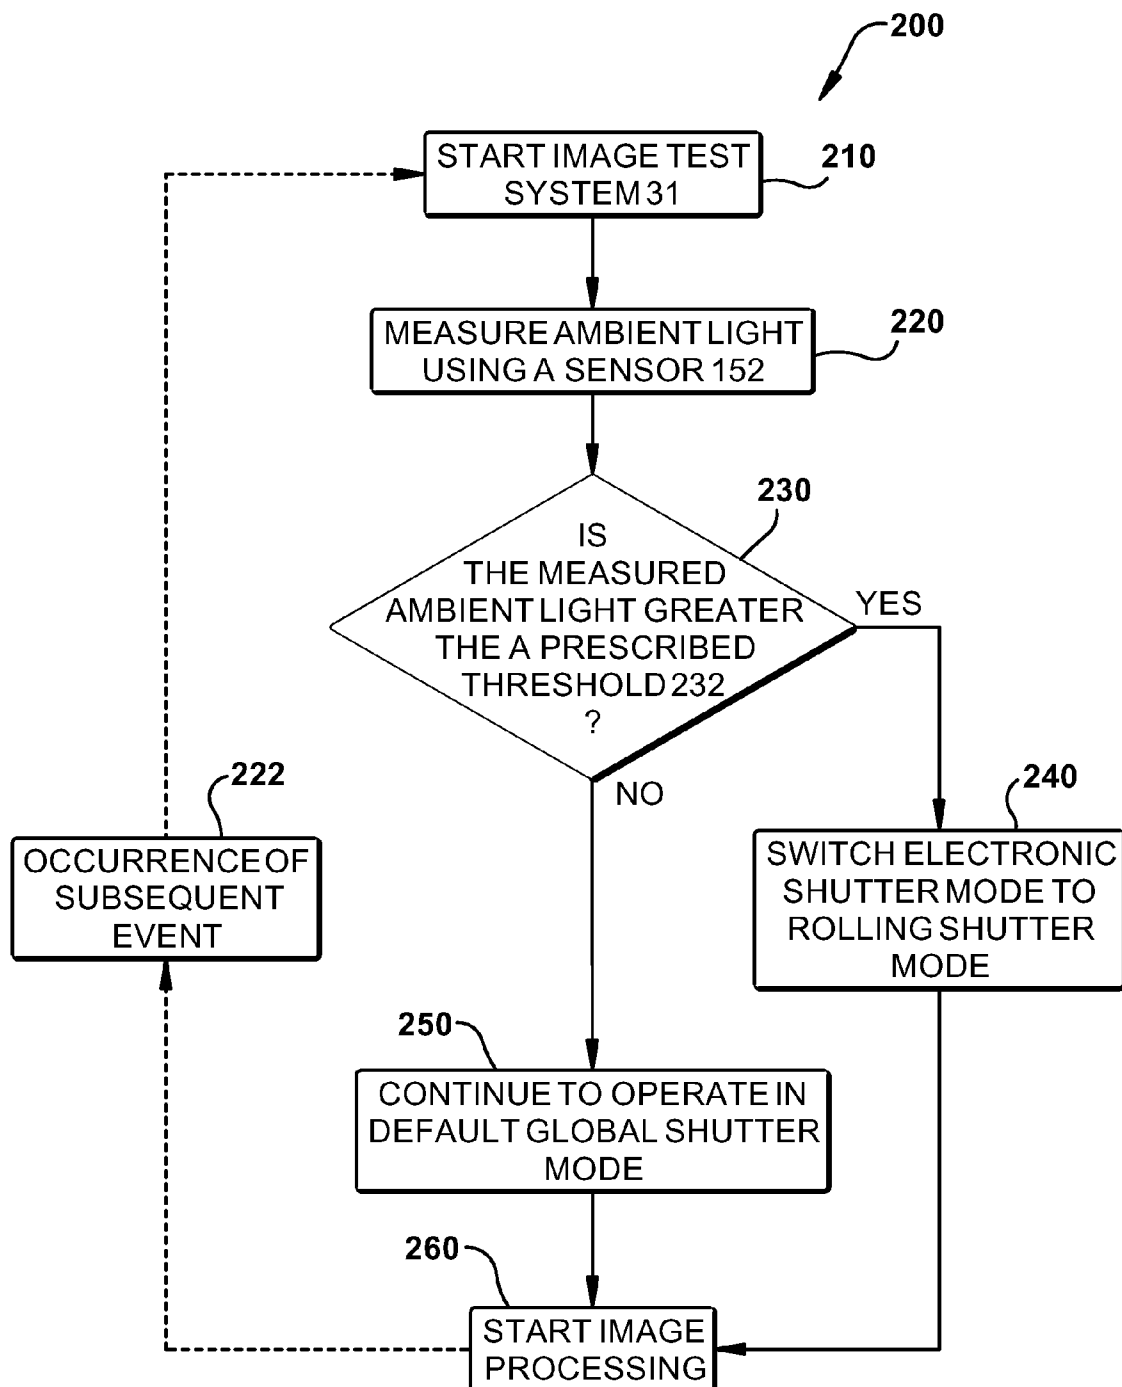 200
START IMAGE TEST
SYSTEM 31
210
MEASURE AMBIENT LIGHT
USING A SENSOR 152
220
230
IS
THE MEASURED
AMBIENT LIGHT GREATER
THE A PRESCRIBED
THRESHOLD 232
?
YES
NO
222
OCCURRENCE OF
SUBSEQUENT
EVENT
240
SWITCH ELECTRONIC
SHUTTER MODE TO
ROLLING SHUTTER
MODE
250
CONTINUE TO OPERATE IN
DEFAULT GLOBAL SHUTTER
MODE
260
START IMAGE
PROCESSING